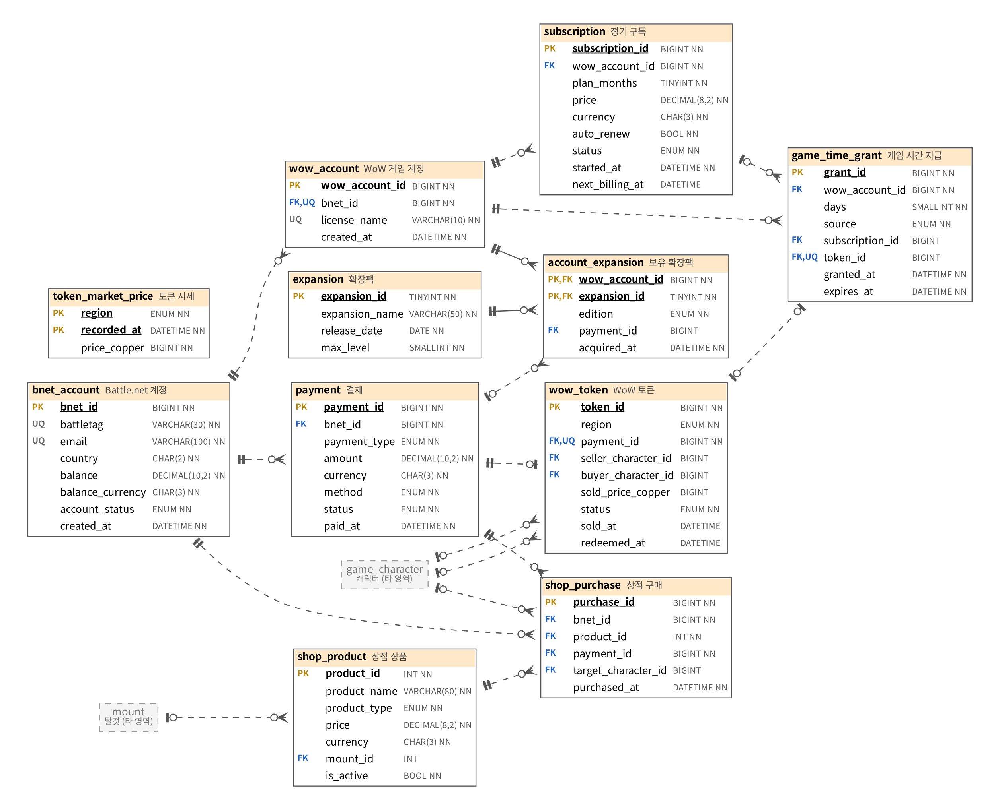 subscription 정기 구독
PK subscription_id BIGINT NN
FK wow_account_id BIGINT NN
plan_months TINYINT NN
price DECIMAL(8,2) NN
currency CHAR(3) NN
auto_renew BOOL NN
status ENUM NN
started_at DATETIME NN
next_billing_at DATETIME
game_time_grant 게임 시간 지급
PK grant_id BIGINT NN
FK wow_account_id BIGINT NN
days SMALLINT NN
source ENUM NN
FK subscription_id BIGINT
FK,UQ token_id BIGINT
granted_at DATETIME NN
expires_at DATETIME NN
wow_account WoW 게임 계정
PK wow_account_id BIGINT NN
FK,UQ bnet_id BIGINT NN
UQ license_name VARCHAR(10) NN
created_at DATETIME NN
account_expansion 보유 확장팩
PK,FK wow_account_id BIGINT NN
PK,FK expansion_id TINYINT NN
edition ENUM NN
FK payment_id BIGINT
acquired_at DATETIME NN
expansion 확장팩
PK expansion_id TINYINT NN
expansion_name VARCHAR(50) NN
release_date DATE NN
max_level SMALLINT NN
token_market_price 토큰 시세
PK region ENUM NN
PK recorded_at DATETIME NN
price_copper BIGINT NN
bnet_account Battle.net 계정
PK bnet_id BIGINT NN
UQ battletag VARCHAR(30) NN
UQ email VARCHAR(100) NN
country CHAR(2) NN
balance DECIMAL(10,2) NN
balance_currency CHAR(3) NN
account_status ENUM NN
created_at DATETIME NN
payment 결제
PK payment_id BIGINT NN
FK bnet_id BIGINT NN
payment_type ENUM NN
amount DECIMAL(10,2) NN
currency CHAR(3) NN
method ENUM NN
status ENUM NN
paid_at DATETIME NN
wow_token WoW 토큰
PK token_id BIGINT NN
region ENUM NN
FK,UQ payment_id BIGINT NN
FK seller_character_id BIGINT
FK buyer_character_id BIGINT
sold_price_copper BIGINT
status ENUM NN
sold_at DATETIME
redeemed_at DATETIME
game_character
캐릭터 (타 영역)
shop_purchase 상점 구매
PK purchase_id BIGINT NN
FK bnet_id BIGINT NN
FK product_id INT NN
FK payment_id BIGINT NN
FK target_character_id BIGINT
purchased_at DATETIME NN
shop_product 상점 상품
PK product_id INT NN
product_name VARCHAR(80) NN
product_type ENUM NN
price DECIMAL(8,2) NN
currency CHAR(3) NN
FK mount_id INT
is_active BOOL NN
mount
탈것 (타 영역)